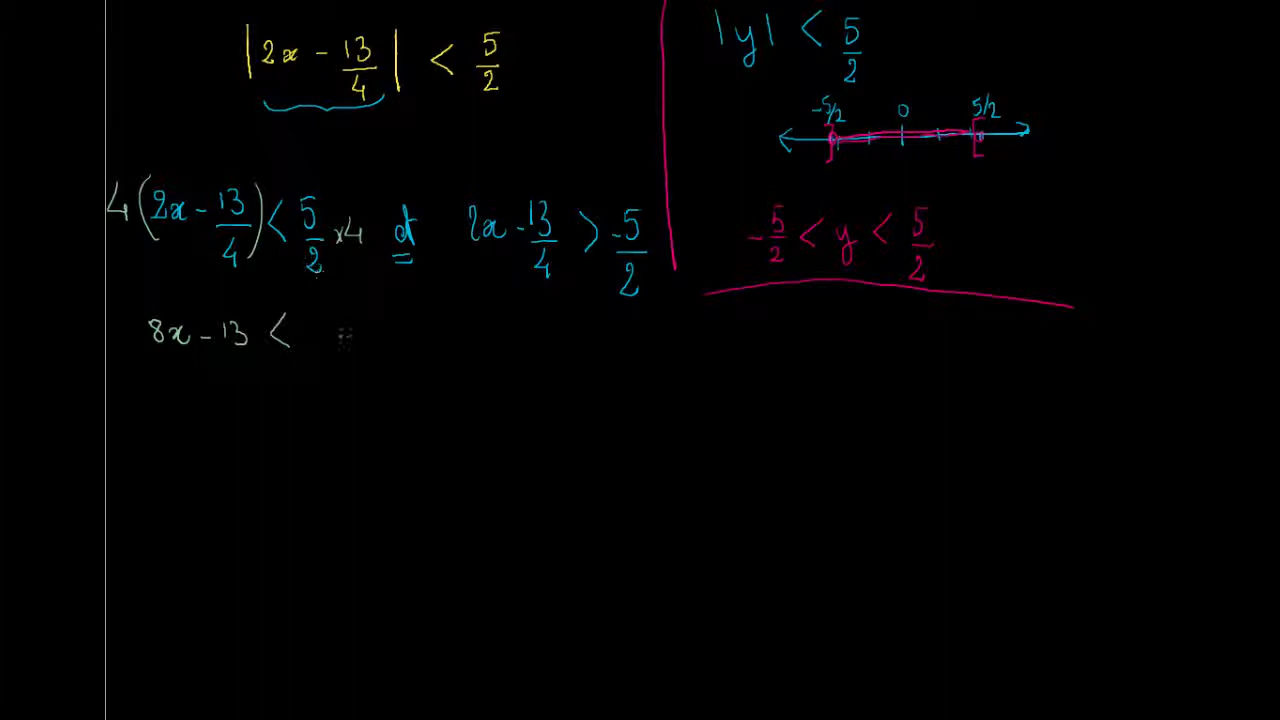 |2x - 13/4| < 5/2
4(2x - 13/4) < 5/2 ×4 et 2x - 13/4 > -5/2
8x - 13 <
|y| < 5/2
-5/2 0 5/2
-5/2 < y < 5/2